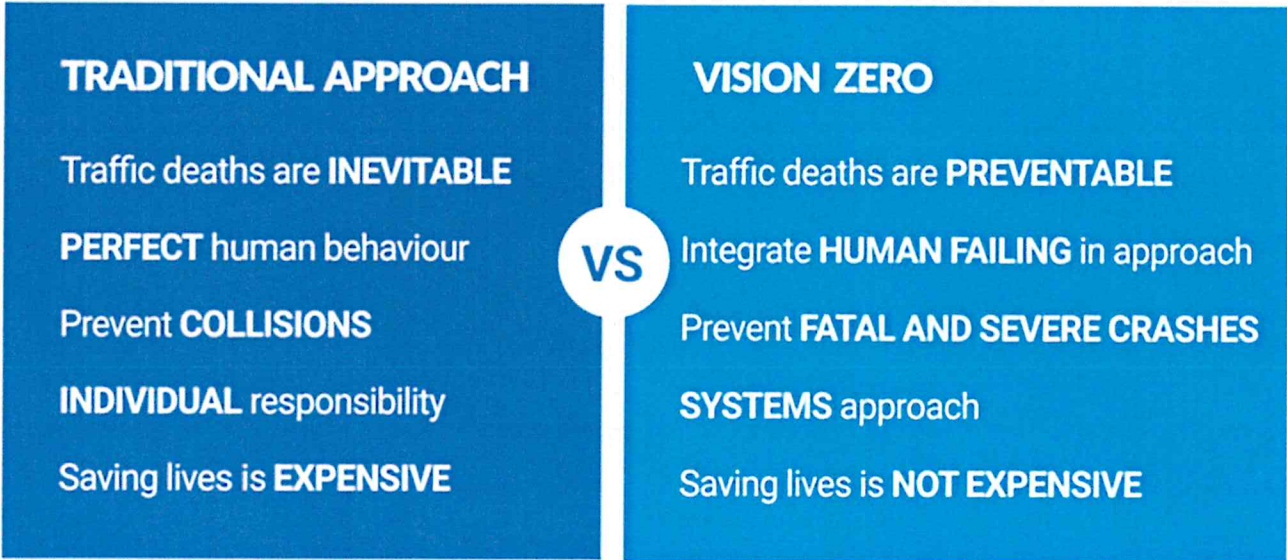 TRADITIONAL APPROACH
Traffic deaths are INEVITABLE
PERFECT human behaviour
Prevent COLLISIONS
INDIVIDUAL responsibility
Saving lives is EXPENSIVE
VS
VISION ZERO
Traffic deaths are PREVENTABLE
Integrate HUMAN FAILING in approach
Prevent FATAL AND SEVERE CRASHES
SYSTEMS approach
Saving lives is NOT EXPENSIVE